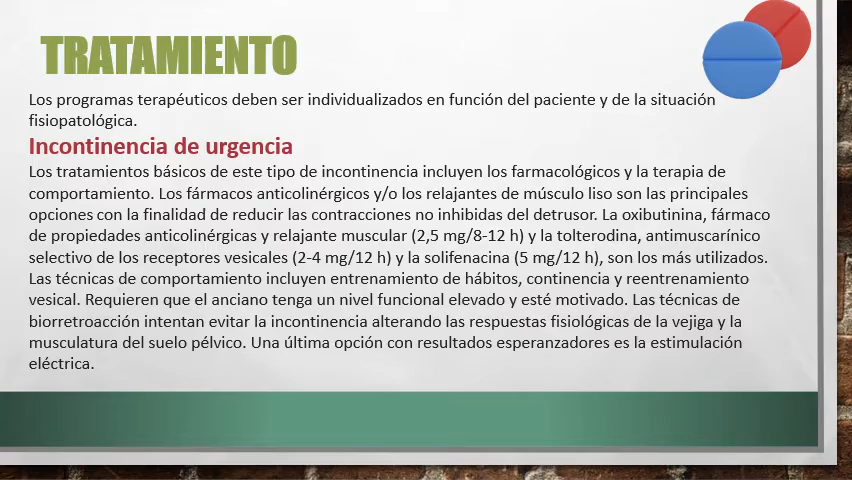 TRATAMIENTO
Los programas terapéuticos deben ser individualizados en función del paciente y de la situación
fisiopatológica.
Incontinencia de urgencia
Los tratamientos básicos de este tipo de incontinencia incluyen los farmacológicos y la terapia de
comportamiento. Los fármacos anticolinérgicos y/o los relajantes de músculo liso son las principales
opciones con la finalidad de reducir las contracciones no inhibidas del detrusor. La oxibutinina, fármaco
de propiedades anticolinérgicas y relajante muscular (2,5 mg/8-12 h) y la tolterodina, antimuscarínico
selectivo de los receptores vesicales (2-4 mg/12 h), y la solifenacina (5 mg/12 h), son los más utilizados.
Las técnicas de comportamiento incluyen entrenamiento de hábitos, continencia y reentrenamiento
vesical. Requieren que el anciano tenga un nivel funcional elevado y esté motivado. Las técnicas de
biorretroacción intentan evitar la incontinencia alterando las respuestas fisiológicas de la vejiga y la
musculatura del suelo pélvico. Una última opción con resultados esperanzadores es la estimulación
eléctrica.